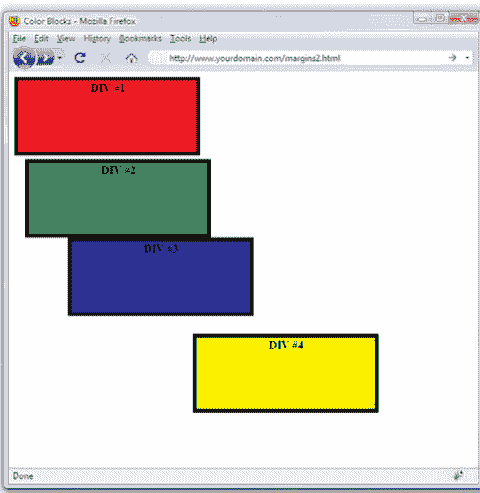 Color Blocks - Mozilla Firefox
File Edit View History Bookmarks Tools Help
http://www.yourdomain.com/margins2.html
DIV #1
DIV #2
DIV #3
DIV #4
Done